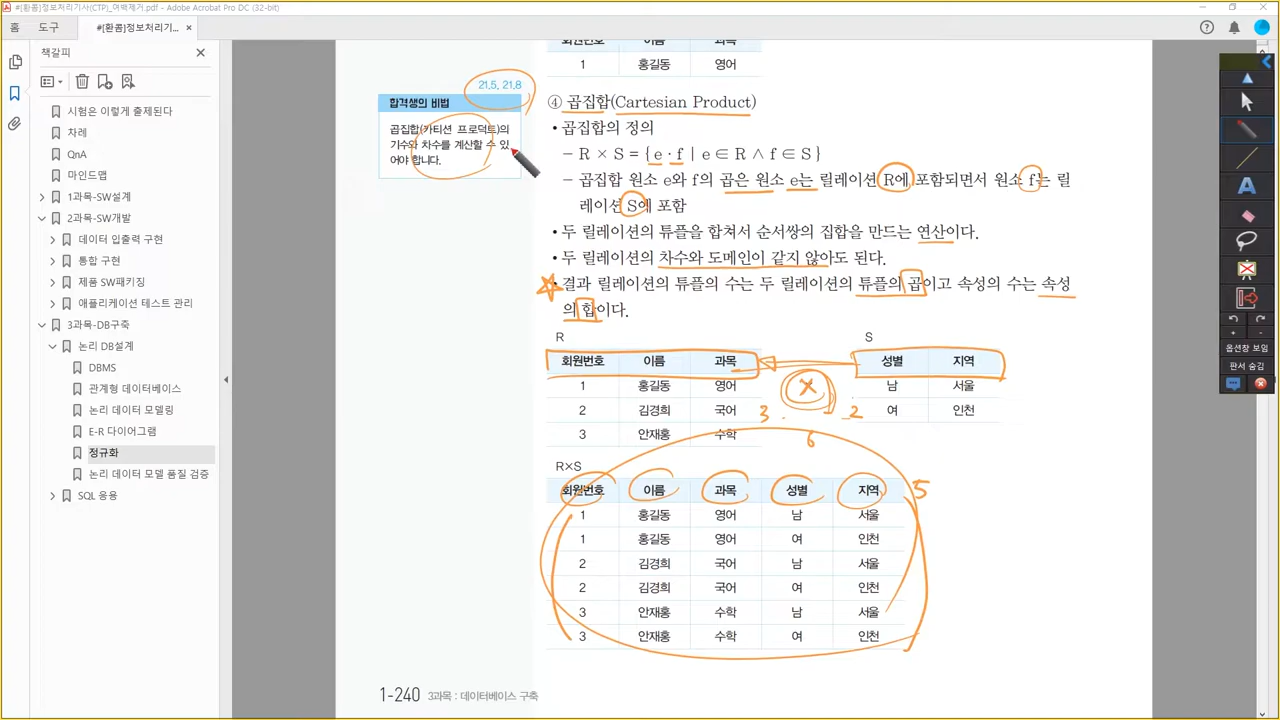 #[환콤]정보처리기사(CTP)_여백제거.pdf - Adobe Acrobat Pro DC (32-bit)
홈 도구 #[환콤]정보처리기사... ×
책갈피
시험은 이렇게 출제된다
차례
QnA
마인드맵
1과목-SW설계
2과목-SW개발
데이터 입출력 구현
통합 구현
제품 SW패키징
애플리케이션 테스트 관리
3과목-DB구축
논리 DB설계
DBMS
관계형 데이터베이스
논리 데이터 모델링
E-R 다이어그램
정규화
논리 데이터 모델 품질 검증
SQL 응용
21.5, 21.8
합격생의 비법
곱집합(카티션 프로덕트)의
기수와 차수를 계산할 수 있
어야 합니다.
회원번호 이름 과목
1 홍길동 영어
④ 곱집합(Cartesian Product)
• 곱집합의 정의
– R × S = { e · f | e ∈ R ∧ f ∈ S }
– 곱집합 원소 e와 f의 곱은 원소 e는 릴레이션 R에 포함되면서 원소 f는 릴
레이션 S에 포함
• 두 릴레이션의 튜플을 합쳐서 순서쌍의 집합을 만드는 연산이다.
• 두 릴레이션의 차수와 도메인이 같지 않아도 된다.
• 결과 릴레이션의 튜플의 수는 두 릴레이션의 튜플의 곱이고 속성의 수는 속성
의 합이다.
R S
회원번호 이름 과목 성별 지역
1 홍길동 영어 남 서울
2 김경희 국어 여 인천
3 안재홍 수학
× 3 2
6
R×S
회원번호 이름 과목 성별 지역 5
1 홍길동 영어 남 서울
1 홍길동 영어 여 인천
2 김경희 국어 남 서울
2 김경희 국어 여 인천
3 안재홍 수학 남 서울
3 안재홍 수학 여 인천
1-240 3과목 : 데이터베이스 구축
옵션창 보임
판서 숨김